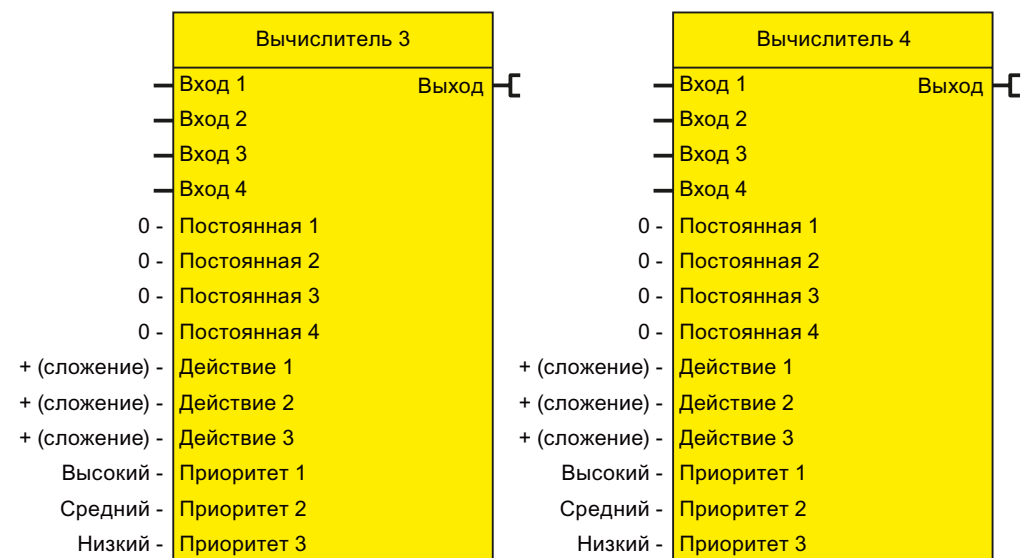 Вычислитель 3
Вход 1 Выход
Вход 2
Вход 3
Вход 4
0 - Постоянная 1
0 - Постоянная 2
0 - Постоянная 3
0 - Постоянная 4
+ (сложение) - Действие 1
+ (сложение) - Действие 2
+ (сложение) - Действие 3
Высокий - Приоритет 1
Средний - Приоритет 2
Низкий - Приоритет 3
Вычислитель 4
Вход 1 Выход
Вход 2
Вход 3
Вход 4
0 - Постоянная 1
0 - Постоянная 2
0 - Постоянная 3
0 - Постоянная 4
+ (сложение) - Действие 1
+ (сложение) - Действие 2
+ (сложение) - Действие 3
Высокий - Приоритет 1
Средний - Приоритет 2
Низкий - Приоритет 3